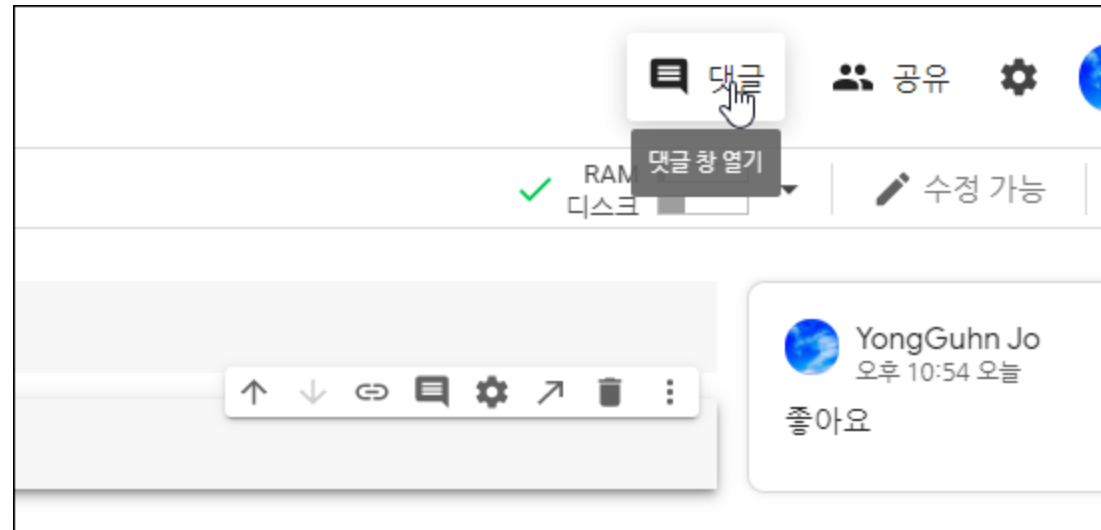 댓글 공유
댓글 창 열기
RAM
디스크
수정 가능
YongGuhn Jo
오후 10:54 오늘
좋아요